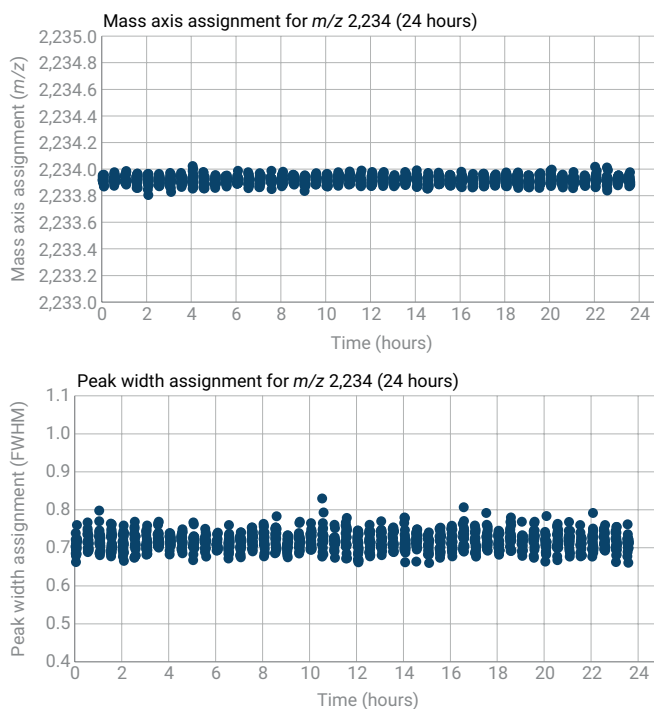 Mass axis assignment for m/z 2,234 (24 hours)
Mass axis assignment (m/z)
2,235.0
2,234.8
2,234.6
2,234.4
2,234.2
2,234.0
2,233.8
2,233.6
2,233.4
2,233.2
2,233.0
0 2 4 6 8 10 12 14 16 18 20 22 24
Time (hours)
Peak width assignment for m/z 2,234 (24 hours)
Peak width assignment (FWHM)
1.1
1.0
0.9
0.8
0.7
0.6
0.5
0.4
0 2 4 6 8 10 12 14 16 18 20 22 24
Time (hours)